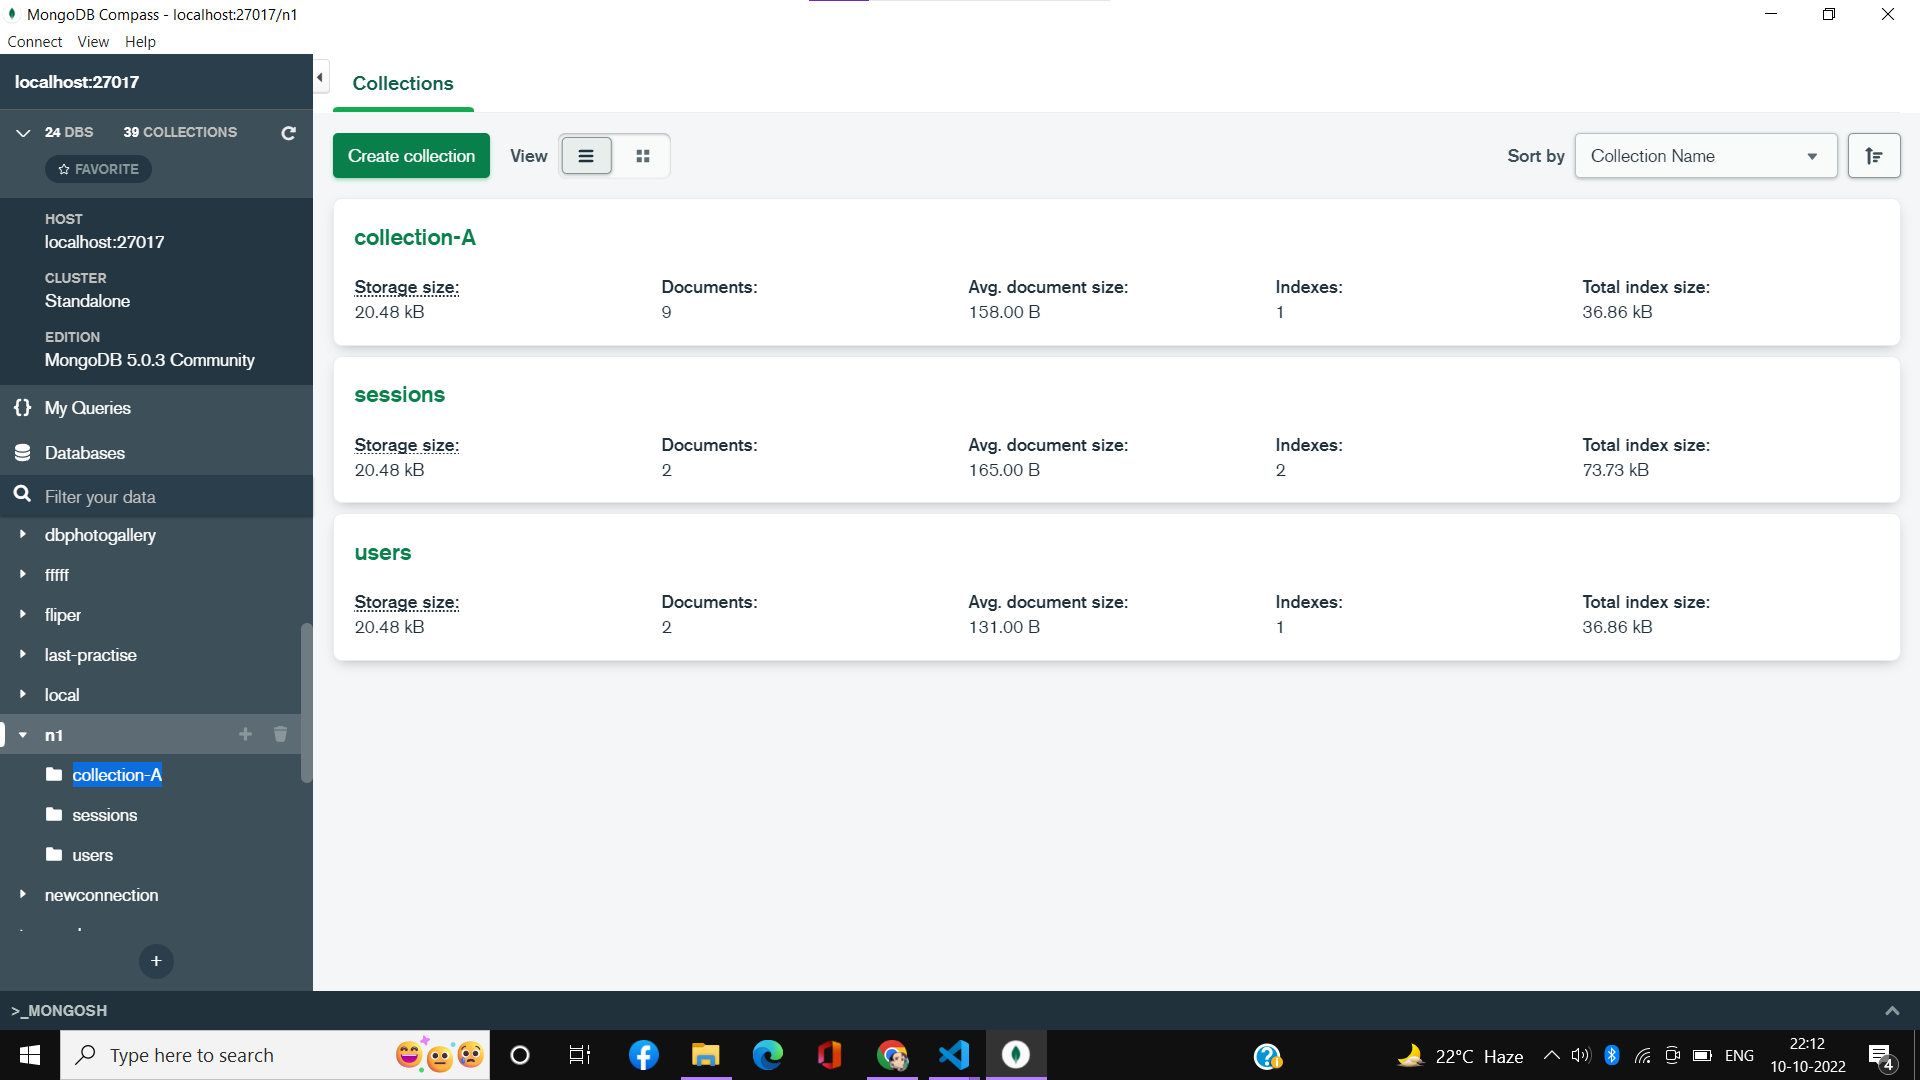 MongoDB Compass - localhost:27017/n1
Connect View Help
localhost:27017
24 DBS 39 COLLECTIONS
FAVORITE
HOST
localhost:27017
CLUSTER
Standalone
EDITION
MongoDB 5.0.3 Community
{} My Queries
Databases
Filter your data
dbphotogallery
fffff
fliper
last-practise
local
n1
collection-A
sessions
users
newconnection
+
Collections
Create collection View Sort by Collection Name
collection-A
Storage size: Documents: Avg. document size: Indexes: Total index size:
20.48 kB 9 158.00 B 1 36.86 kB
sessions
Storage size: Documents: Avg. document size: Indexes: Total index size:
20.48 kB 2 165.00 B 2 73.73 kB
users
Storage size: Documents: Avg. document size: Indexes: Total index size:
20.48 kB 2 131.00 B 1 36.86 kB
>_MONGOSH
Type here to search
22°C Haze ENG
22:12
10-10-2022
4